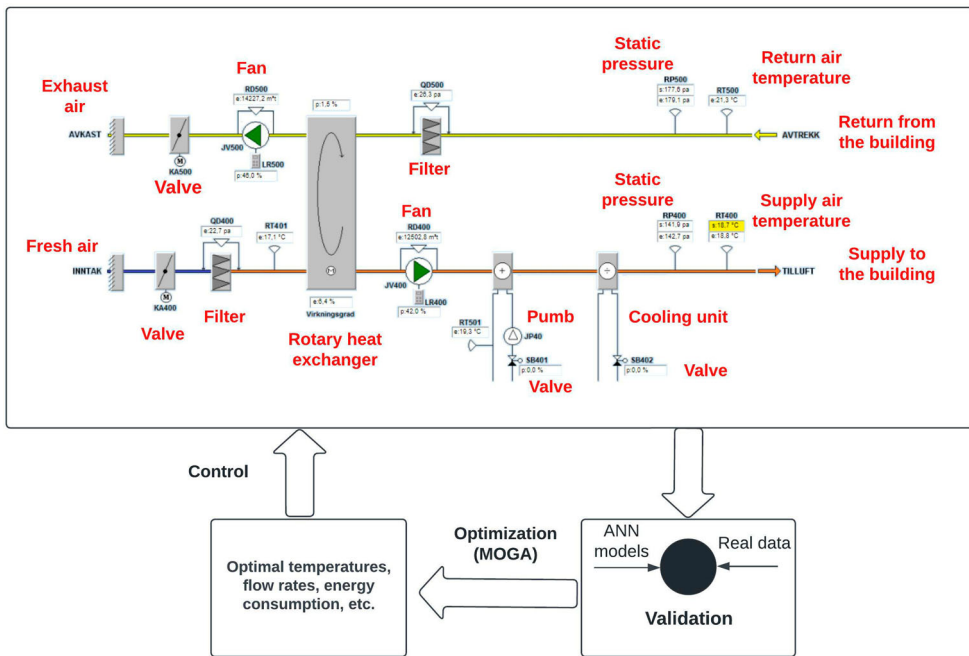 Static
pressure
Return air
temperature
Fan
Exhaust
air
RD500
e:14227,2 m³/t
p:1,5 %
QD500
e:26,3 pa
RP500
s:177,6 pa
e:179,1 pa
RT500
e:21,3 °C
AVKAST
AVTREKK
Return from
the building
JV500
LR500
p:46,0 %
M
KA500
Valve
Filter
Static
pressure
Supply air
temperature
Fan
Fresh air
QD400
e:22,7 pa
RT401
e:17,1 °C
RD400
e:12502,8 m³/t
RP400
s:141,9 pa
e:142,7 pa
RT400
s:18,7 °C
e:18,8 °C
INNTAK
M
TILLUFT
Supply to
the building
JV400
LR400
p:42,0 %
M
KA400
Valve
Filter
e:6,4 %
Virkningsgrad
Rotary heat
exchanger
RT501
e:19,3 °C
Pumb
JP40
SB401
p:0,0 %
Valve
Cooling unit
SB402
p:0,0 %
Valve
Control
Optimization
(MOGA)
Optimal temperatures,
flow rates, energy
consumption, etc.
ANN
models
Real data
Validation